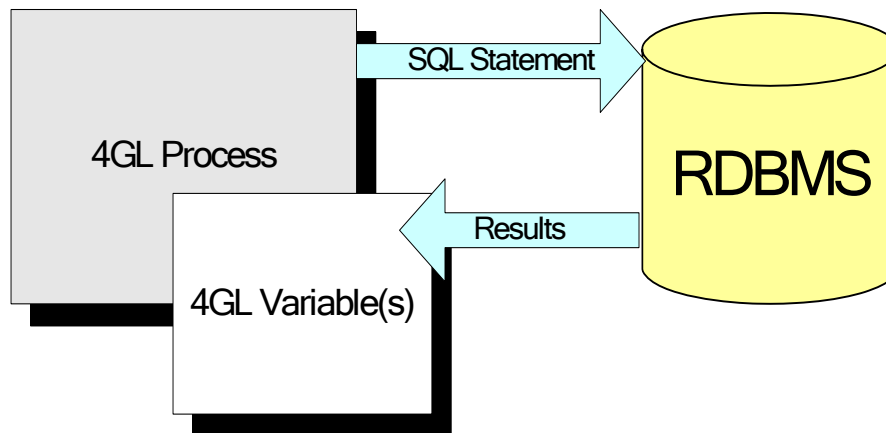 SQL Statement
4GL Process
RDBMS
Results
4GL Variable(s)